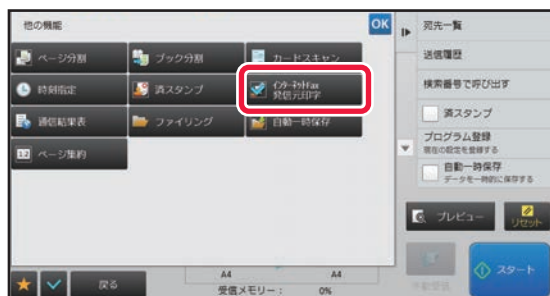 他の機能
OK
ページ分割
ブック分割
カードスキャン
時刻指定
済スタンプ
インターネットFax
発信元印字
通信結果表
ファイリング
自動一時保存
ページ集約
戻る
A4
A4
受信メモリー:
0%
宛先一覧
送信履歴
検索番号で呼び出す
済スタンプ
プログラム登録
現在の設定を登録する
自動一時保存
データを一時的に保存する
プレビュー
リセット
スタート
手動受信